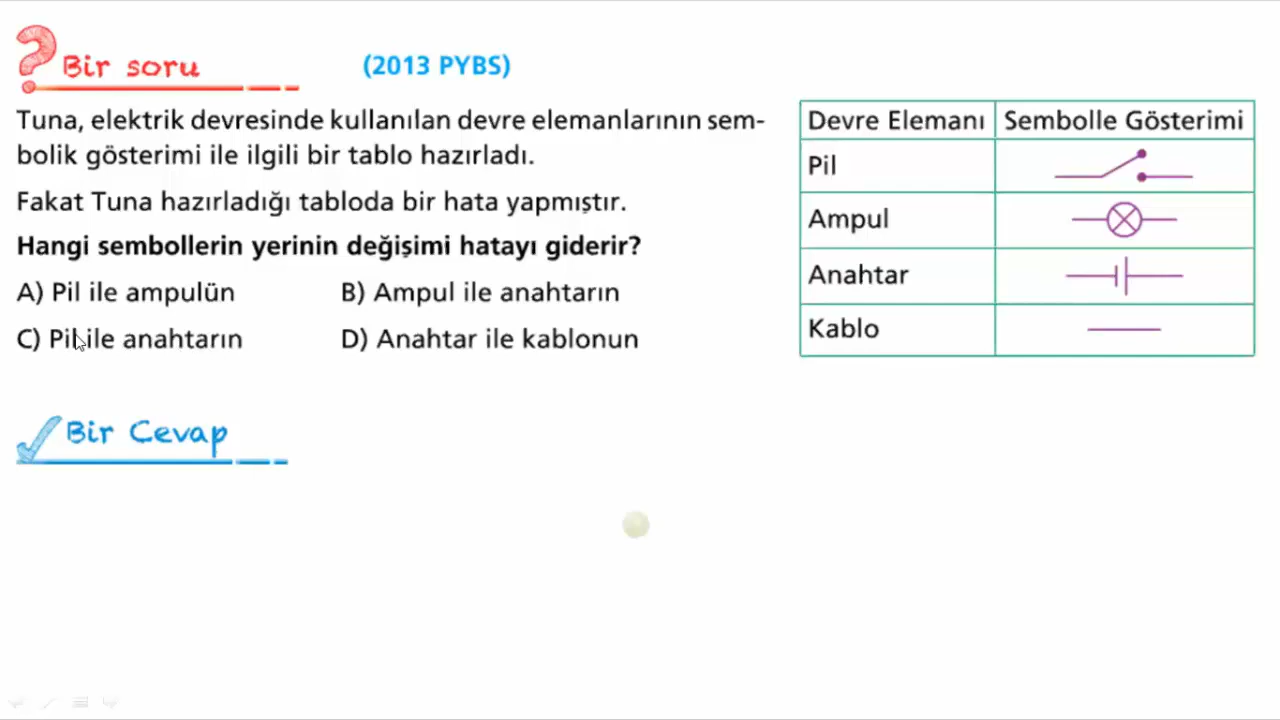 Bir soru
(2013 PYBS)
Tuna, elektrik devresinde kullanılan devre elemanlarının sem-
bolik gösterimi ile ilgili bir tablo hazırladı.
Fakat Tuna hazırladığı tabloda bir hata yapmıştır.
Hangi sembollerin yerinin değişimi hatayı giderir?
A) Pil ile ampulün B) Ampul ile anahtarın
C) Pil ile anahtarın D) Anahtar ile kablonun
Devre Elemanı Sembolle Gösterimi
Pil
Ampul
Anahtar
Kablo
Bir Cevap